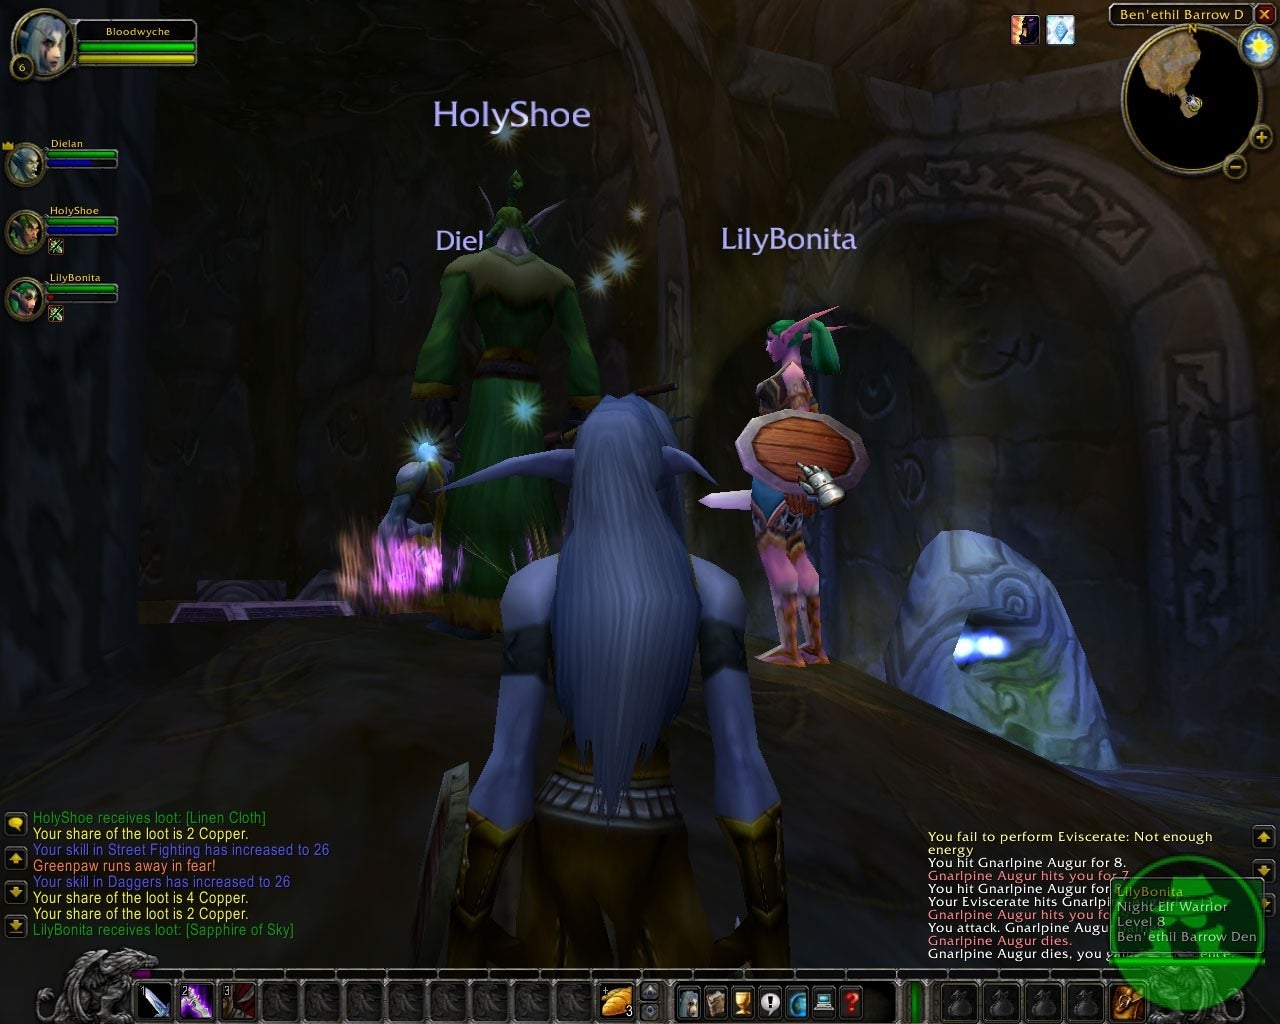 Bloodwyche
6
Dielan
HolyShoe
LilyBonita
Ben'ethil Barrow D
N
HolyShoe
Diel
LilyBonita
HolyShoe receives loot: [Linen Cloth]
Your share of the loot is 2 Copper.
Your skill in Street Fighting has increased to 26
Greenpaw runs away in fear!
Your skill in Daggers has increased to 26
Your share of the loot is 4 Copper.
Your share of the loot is 2 Copper.
LilyBonita receives loot: [Sapphire of Sky]
You fail to perform Eviscerate: Not enough
energy
You hit Gnarlpine Augur for 8.
Gnarlpine Augur hits you for 7
You hit Gnarlpine Augur for
Your Eviscerate hits Gnarlpi
Gnarlpine Augur hits you fo
You attack. Gnarlpine Augu
Gnarlpine Augur dies.
Gnarlpine Augur dies, you
LilyBonita
Night Elf Warrior
Level 8
Ben'ethil Barrow Den
1 2 3 + 3